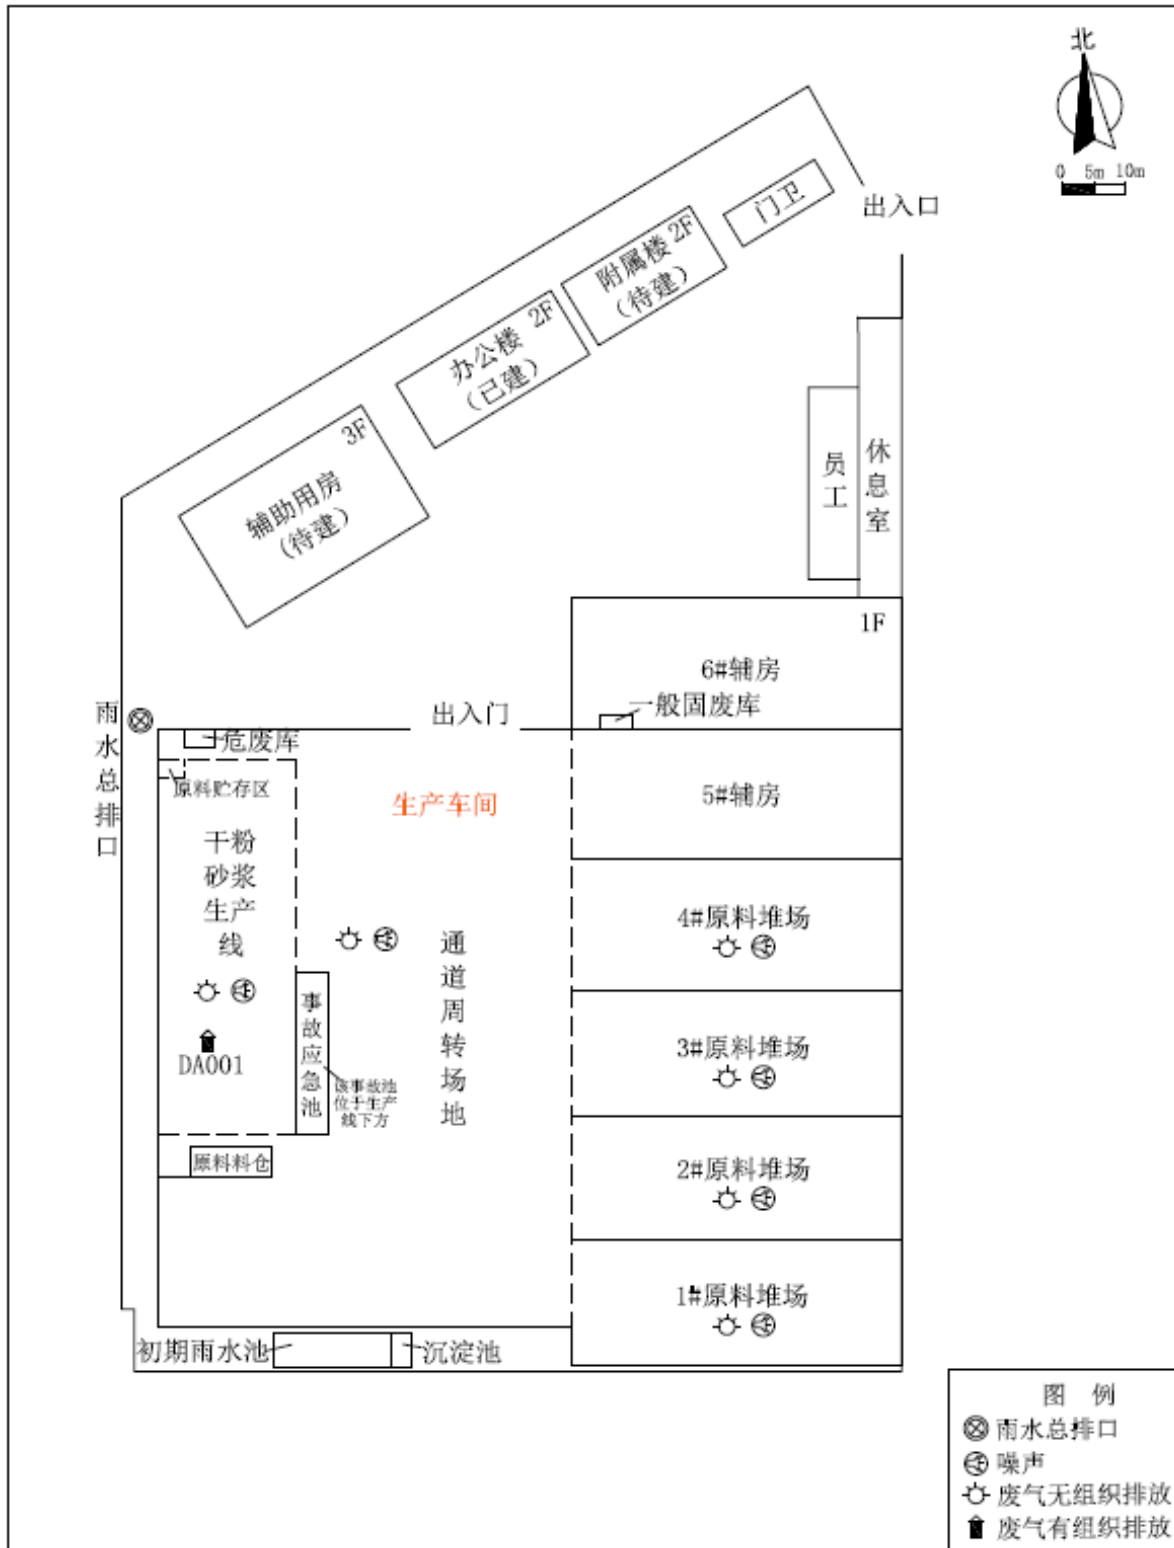 北
0 5m 10m
出入口
门卫
附属楼 2F
（待建）
办公楼 2F
（已建）
3F
辅助用房
（待建）
员工
休息室
1F
6#辅房
一般固废库
雨水总排口
出入门
危废库
原料贮存区
生产车间
5#辅房
干粉
砂浆
生产
线
4#原料堆场
通道周转场地
DA001
事故应急池
该事故池
位于生产
线下方
3#原料堆场
原料料仓
2#原料堆场
1#原料堆场
初期雨水池
沉淀池
图 例
雨水总排口
噪声
废气无组织排放
废气有组织排放